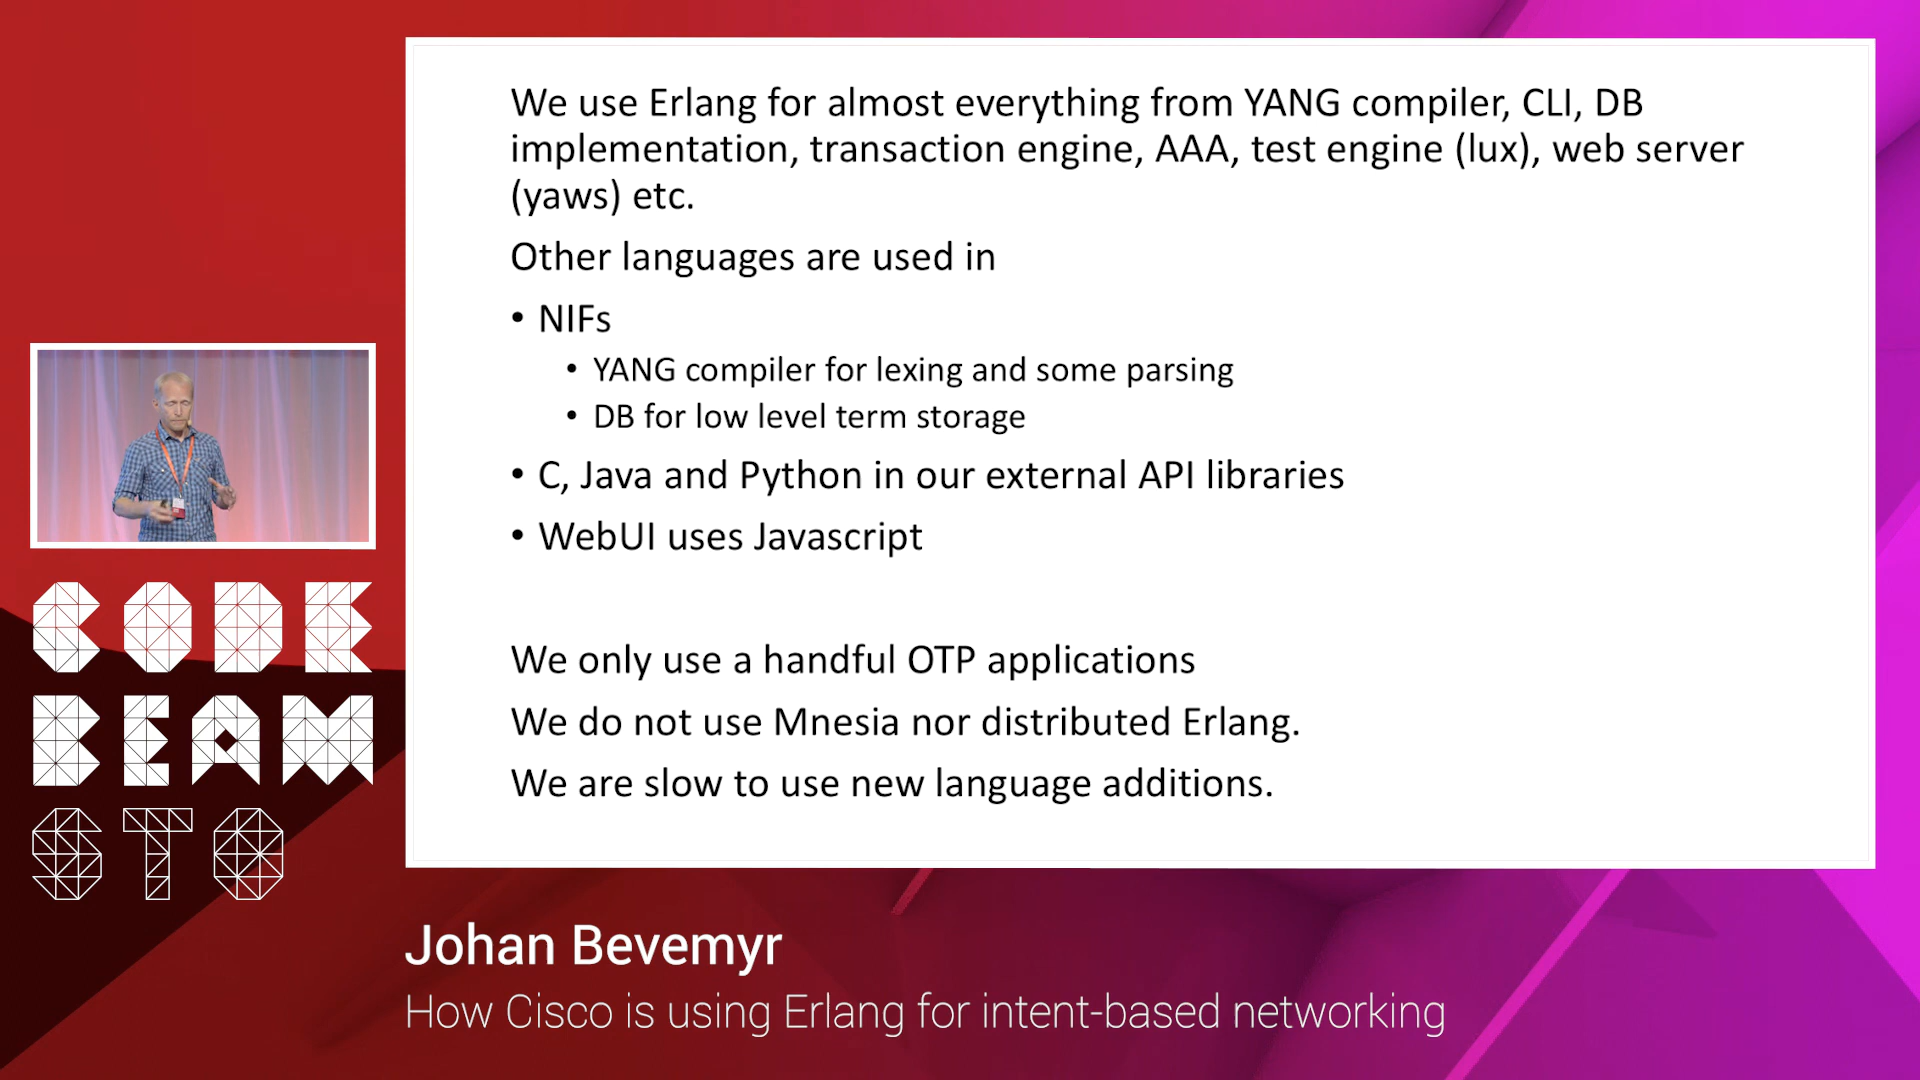 We use Erlang for almost everything from YANG compiler, CLI, DB
implementation, transaction engine, AAA, test engine (lux), web server
(yaws) etc.
Other languages are used in
• NIFs
• YANG compiler for lexing and some parsing
• DB for low level term storage
• C, Java and Python in our external API libraries
• WebUI uses Javascript
We only use a handful OTP applications
We do not use Mnesia nor distributed Erlang.
We are slow to use new language additions.
CODE
BEAM
STO
Johan Bevemyr
How Cisco is using Erlang for intent-based networking